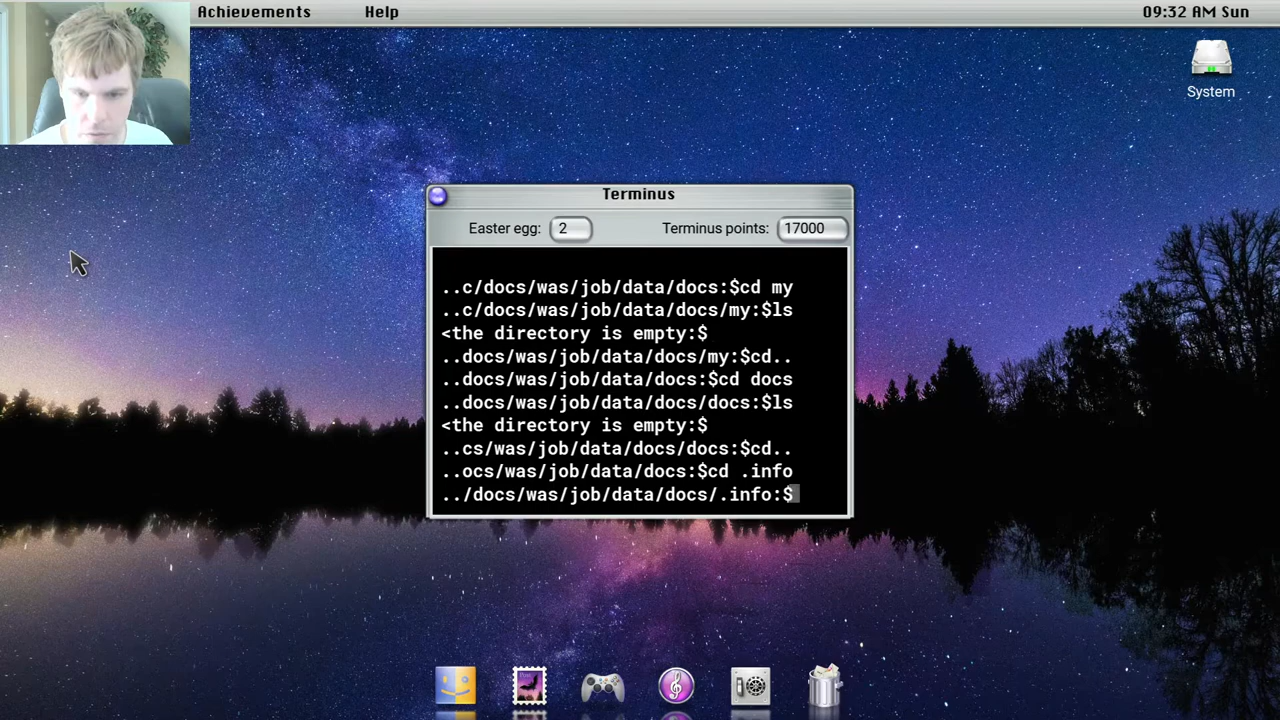 Achievements Help 09:32 AM Sun
System
Terminus
Easter egg: 2 Terminus points: 17000
..c/docs/was/job/data/docs:$cd my
..c/docs/was/job/data/docs/my:$ls
<the directory is empty:$
..docs/was/job/data/docs/my:$cd..
..docs/was/job/data/docs:$cd docs
..docs/was/job/data/docs/docs:$ls
<the directory is empty:$
..cs/was/job/data/docs/docs:$cd..
..ocs/was/job/data/docs:$cd .info
../docs/was/job/data/docs/.info:$
Post